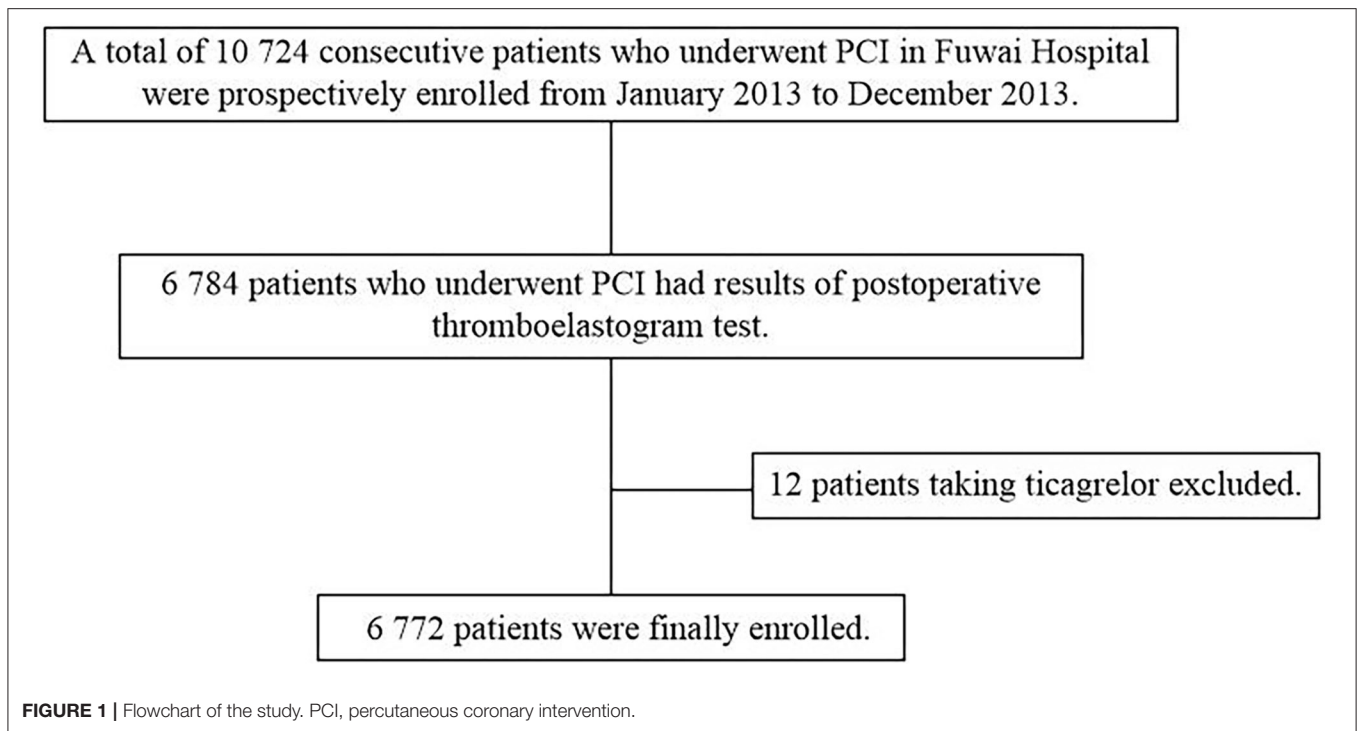 A total of 10 724 consecutive patients who underwent PCI in Fuwai Hospital
were prospectively enrolled from January 2013 to December 2013.
6 784 patients who underwent PCI had results of postoperative
thromboelastogram test.
12 patients taking ticagrelor excluded.
6 772 patients were finally enrolled.
FIGURE 1 | Flowchart of the study. PCI, percutaneous coronary intervention.